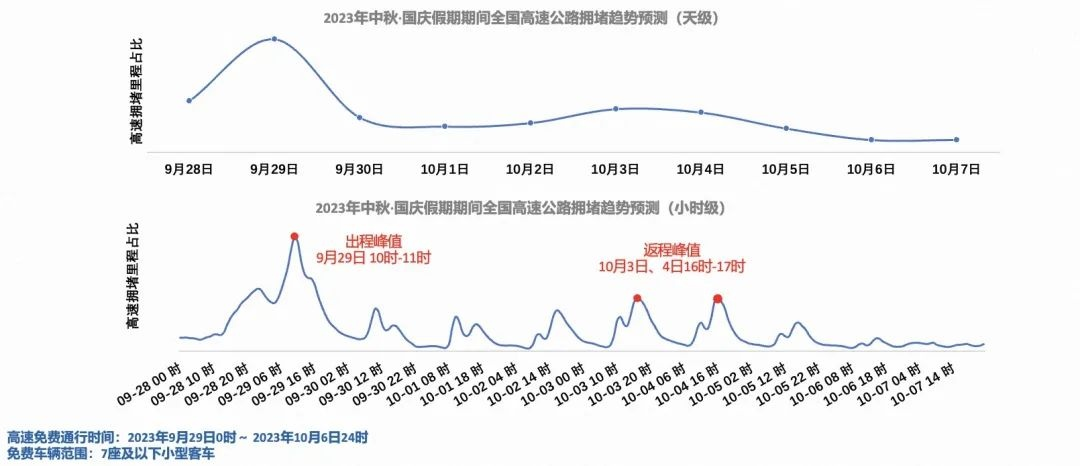 2023年中秋·国庆假期期间全国高速公路拥堵趋势预测（天级）
高速拥堵里程占比
9月28日 9月29日 9月30日 10月1日 10月2日 10月3日 10月4日 10月5日 10月6日 10月7日
2023年中秋·国庆假期期间全国高速公路拥堵趋势预测（小时级）
高速拥堵里程占比
出程峰值
9月29日 10时-11时
返程峰值
10月3日、4日16时-17时
09-28 00 时 09-28 10 时 09-28 20 时 09-29 06 时 09-29 16 时 09-30 02 时 09-30 12 时 09-30 22 时 10-01 08 时 10-01 18 时 10-02 04 时 10-02 14 时 10-03 00 时 10-03 10 时 10-03 20 时 10-04 06 时 10-04 16 时 10-05 02 时 10-05 12 时 10-05 22 时 10-06 08 时 10-06 18 时 10-07 04 时 10-07 14 时
高速免费通行时间：2023年9月29日0时～ 2023年10月6日24时
免费车辆范围：7座及以下小型客车